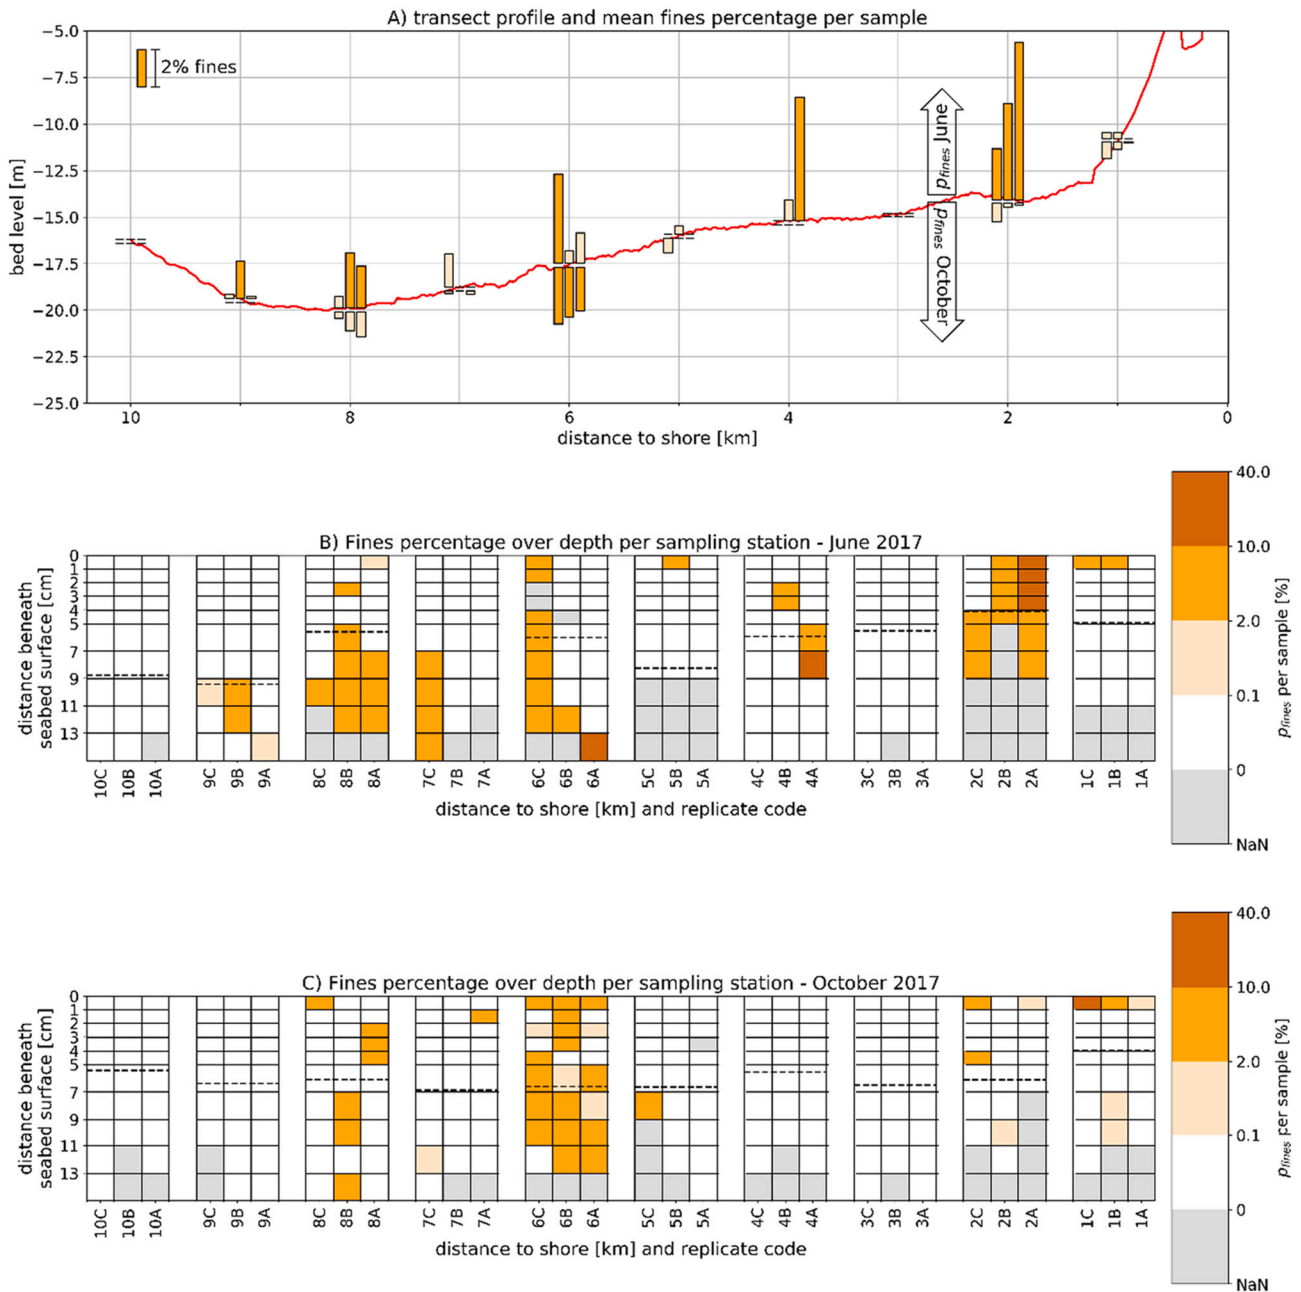 A) transect profile and mean fines percentage per sample
−5.0
−7.5
−10.0
−12.5
−15.0
−17.5
−20.0
−22.5
−25.0
bed level [m]
2% fines
pfines June
pfines October
10 8 6 4 2 0
distance to shore [km]
B) Fines percentage over depth per sampling station - June 2017
0
1
2
3
4
5
7
9
11
13
distance beneath
seabed surface [cm]
10C 10B 10A 9C 9B 9A 8C 8B 8A 7C 7B 7A 6C 6B 6A 5C 5B 5A 4C 4B 4A 3C 3B 3A 2C 2B 2A 1C 1B 1A
distance to shore [km] and replicate code
40.0
10.0
2.0
0.1
0
NaN
pfines per sample [%]
C) Fines percentage over depth per sampling station - October 2017
0
1
2
3
4
5
7
9
11
13
distance beneath
seabed surface [cm]
10C 10B 10A 9C 9B 9A 8C 8B 8A 7C 7B 7A 6C 6B 6A 5C 5B 5A 4C 4B 4A 3C 3B 3A 2C 2B 2A 1C 1B 1A
distance to shore [km] and replicate code
40.0
10.0
2.0
0.1
0
NaN
pfines per sample [%]